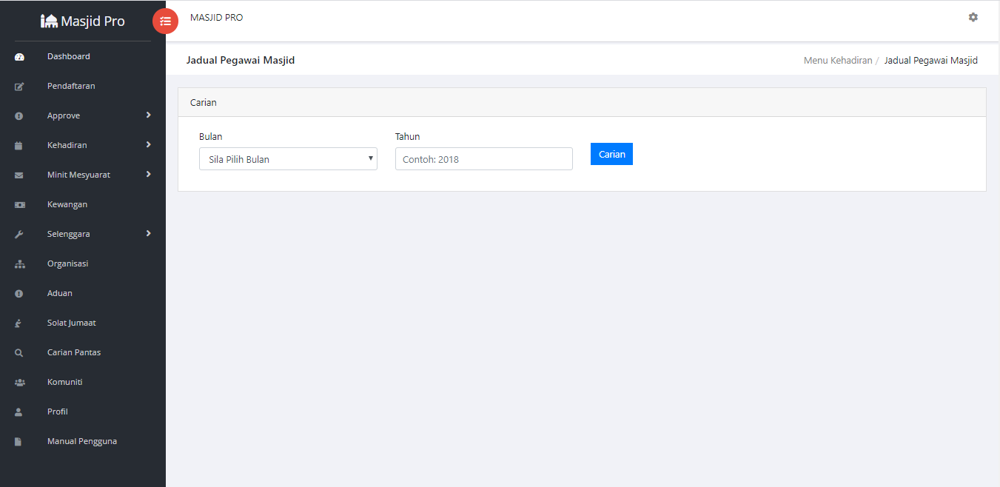 Masjid Pro
MASJID PRO
Dashboard
Pendaftaran
Approve
Kehadiran
Minit Mesyuarat
Kewangan
Selenggara
Organisasi
Aduan
Solat Jumaat
Carian Pantas
Komuniti
Profil
Manual Pengguna
Jadual Pegawai Masjid
Menu Kehadiran / Jadual Pegawai Masjid
Carian
Bulan
Sila Pilih Bulan
Tahun
Contoh: 2018
Carian